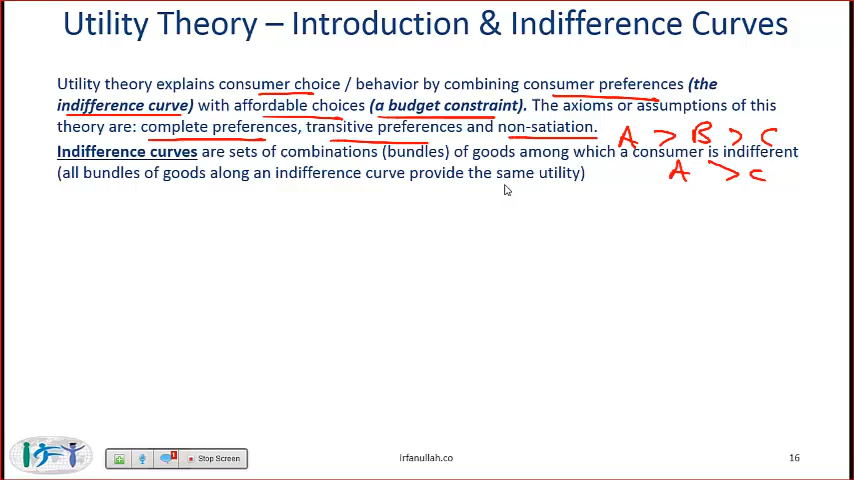 Utility Theory – Introduction & Indifference Curves
Utility theory explains consumer choice / behavior by combining consumer preferences (the
indifference curve) with affordable choices (a budget constraint). The axioms or assumptions of this
theory are: complete preferences, transitive preferences and non-satiation.
A > B > C
Indifference curves are sets of combinations (bundles) of goods among which a consumer is indifferent
(all bundles of goods along an indifference curve provide the same utility)
A > C
1
Stop Screen
irfanullah.co
16